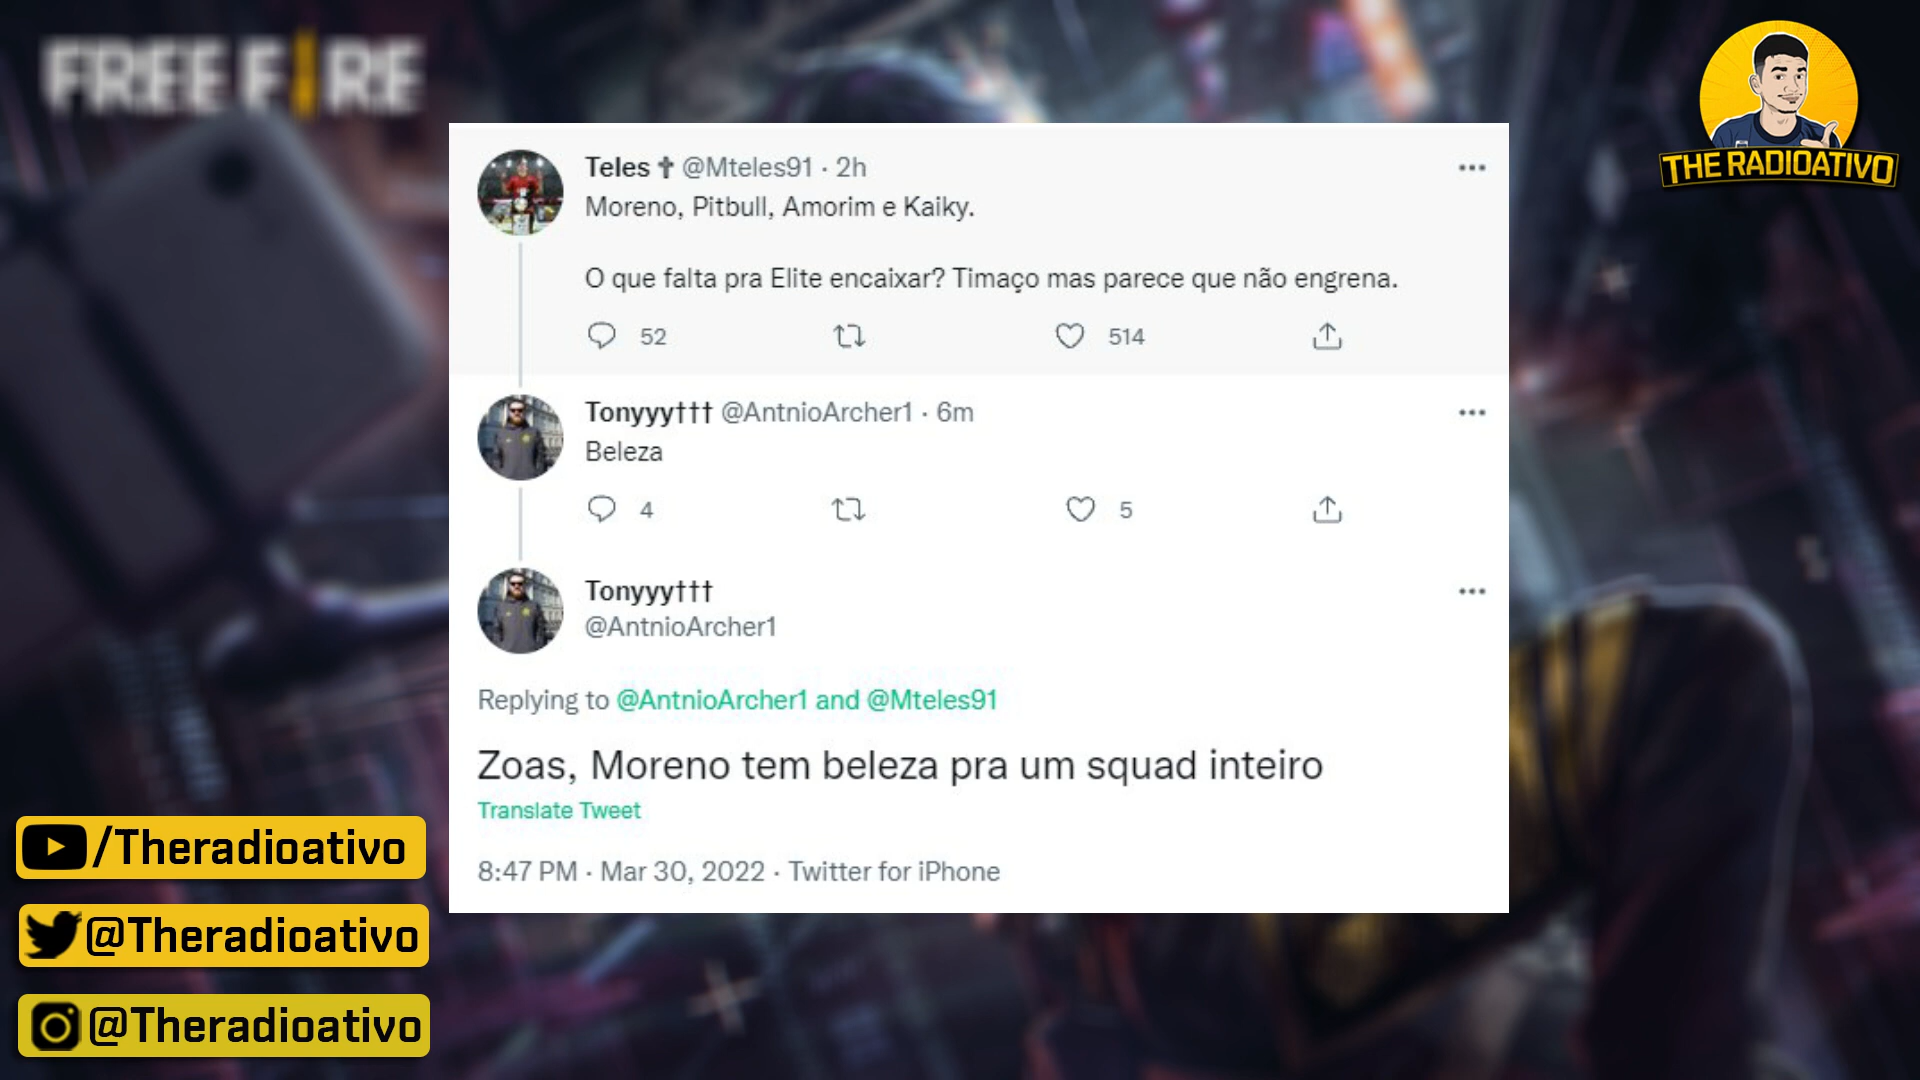 FREE FIRE
THE RADIOATIVO
Teles ✝ @Mteles91 · 2h
Moreno, Pitbull, Amorim e Kaiky.
O que falta pra Elite encaixar? Timaço mas parece que não engrena.
52 514
Tonyyy††† @AntnioArcher1 · 6m
Beleza
4 5
Tonyyy†††
@AntnioArcher1
Replying to @AntnioArcher1 and @Mteles91
Zoas, Moreno tem beleza pra um squad inteiro
Translate Tweet
8:47 PM · Mar 30, 2022 · Twitter for iPhone
/Theradioativo
@Theradioativo
@Theradioativo